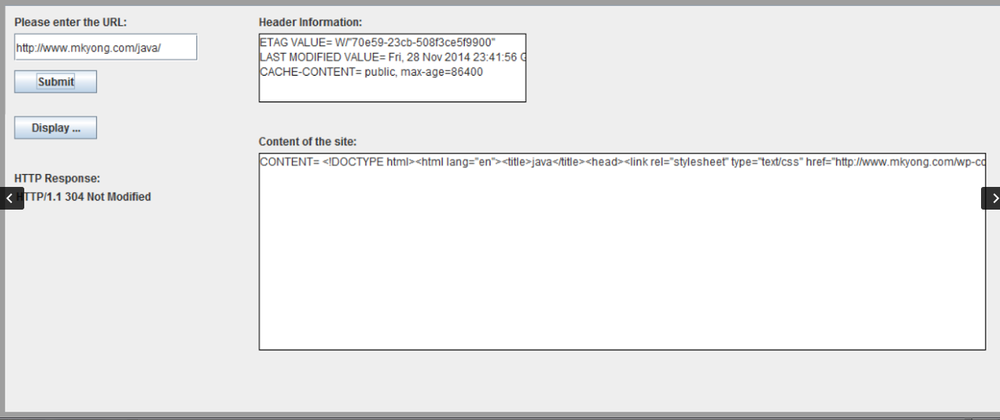 Please enter the URL:
http://www.mkyong.com/java/
Submit
Display ...
HTTP Response:
HTTP/1.1 304 Not Modified
Header Information:
ETAG VALUE= W/"70e59-23cb-508f3ce5f9900"
LAST MODIFIED VALUE= Fri, 28 Nov 2014 23:41:56 G
CACHE-CONTENT= public, max-age=86400
Content of the site:
CONTENT= <!DOCTYPE html><html lang="en"><title>java</title><head><link rel="stylesheet" type="text/css" href="http://www.mkyong.com/wp-co